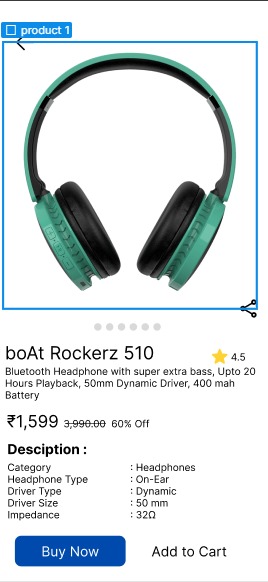 product 1
boAt Rockerz 510
4.5
Bluetooth Headphone with super extra bass, Upto 20
Hours Playback, 50mm Dynamic Driver, 400 mah
Battery
₹1,599 3,990.00 60% Off
Desciption :
Category : Headphones
Headphone Type : On-Ear
Driver Type : Dynamic
Driver Size : 50 mm
Impedance : 32Ω
Buy Now Add to Cart